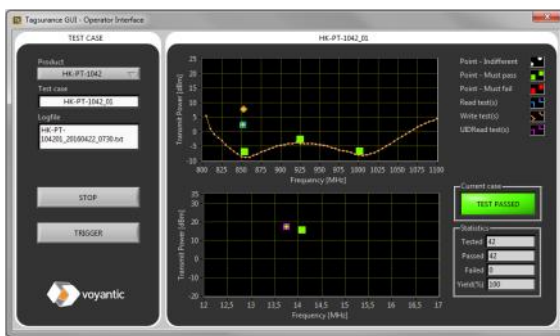 Tagsurance GUI - Operator Interface
TEST CASE
Product
HK-PT-1042
Test case
HK-PT-1042_01
Logfile
HK-PT-
104201_20160422_0730.txt
STOP
TRIGGER
voyantic
HK-PT-1042_01
Transmit Power [dBm]
25
20
15
10
5
0
-5
-10
800 825 850 875 900 925 950 975 1000 1025 1050 1075 1100
Frequency [MHz]
Transmit Power [dBm]
35
30
20
10
0
-10
-20
12 12,5 13 13,5 14 14,5 15 15,5 16 16,5 17
Frequency [MHz]
Point - Indifferent
Point - Must pass
Point - Must fail
Read test(s)
Write test(s)
UIDRead test(s)
Current case
TEST PASSED
Statistics
Tested 42
Passed 42
Failed 0
Yield(%) 100